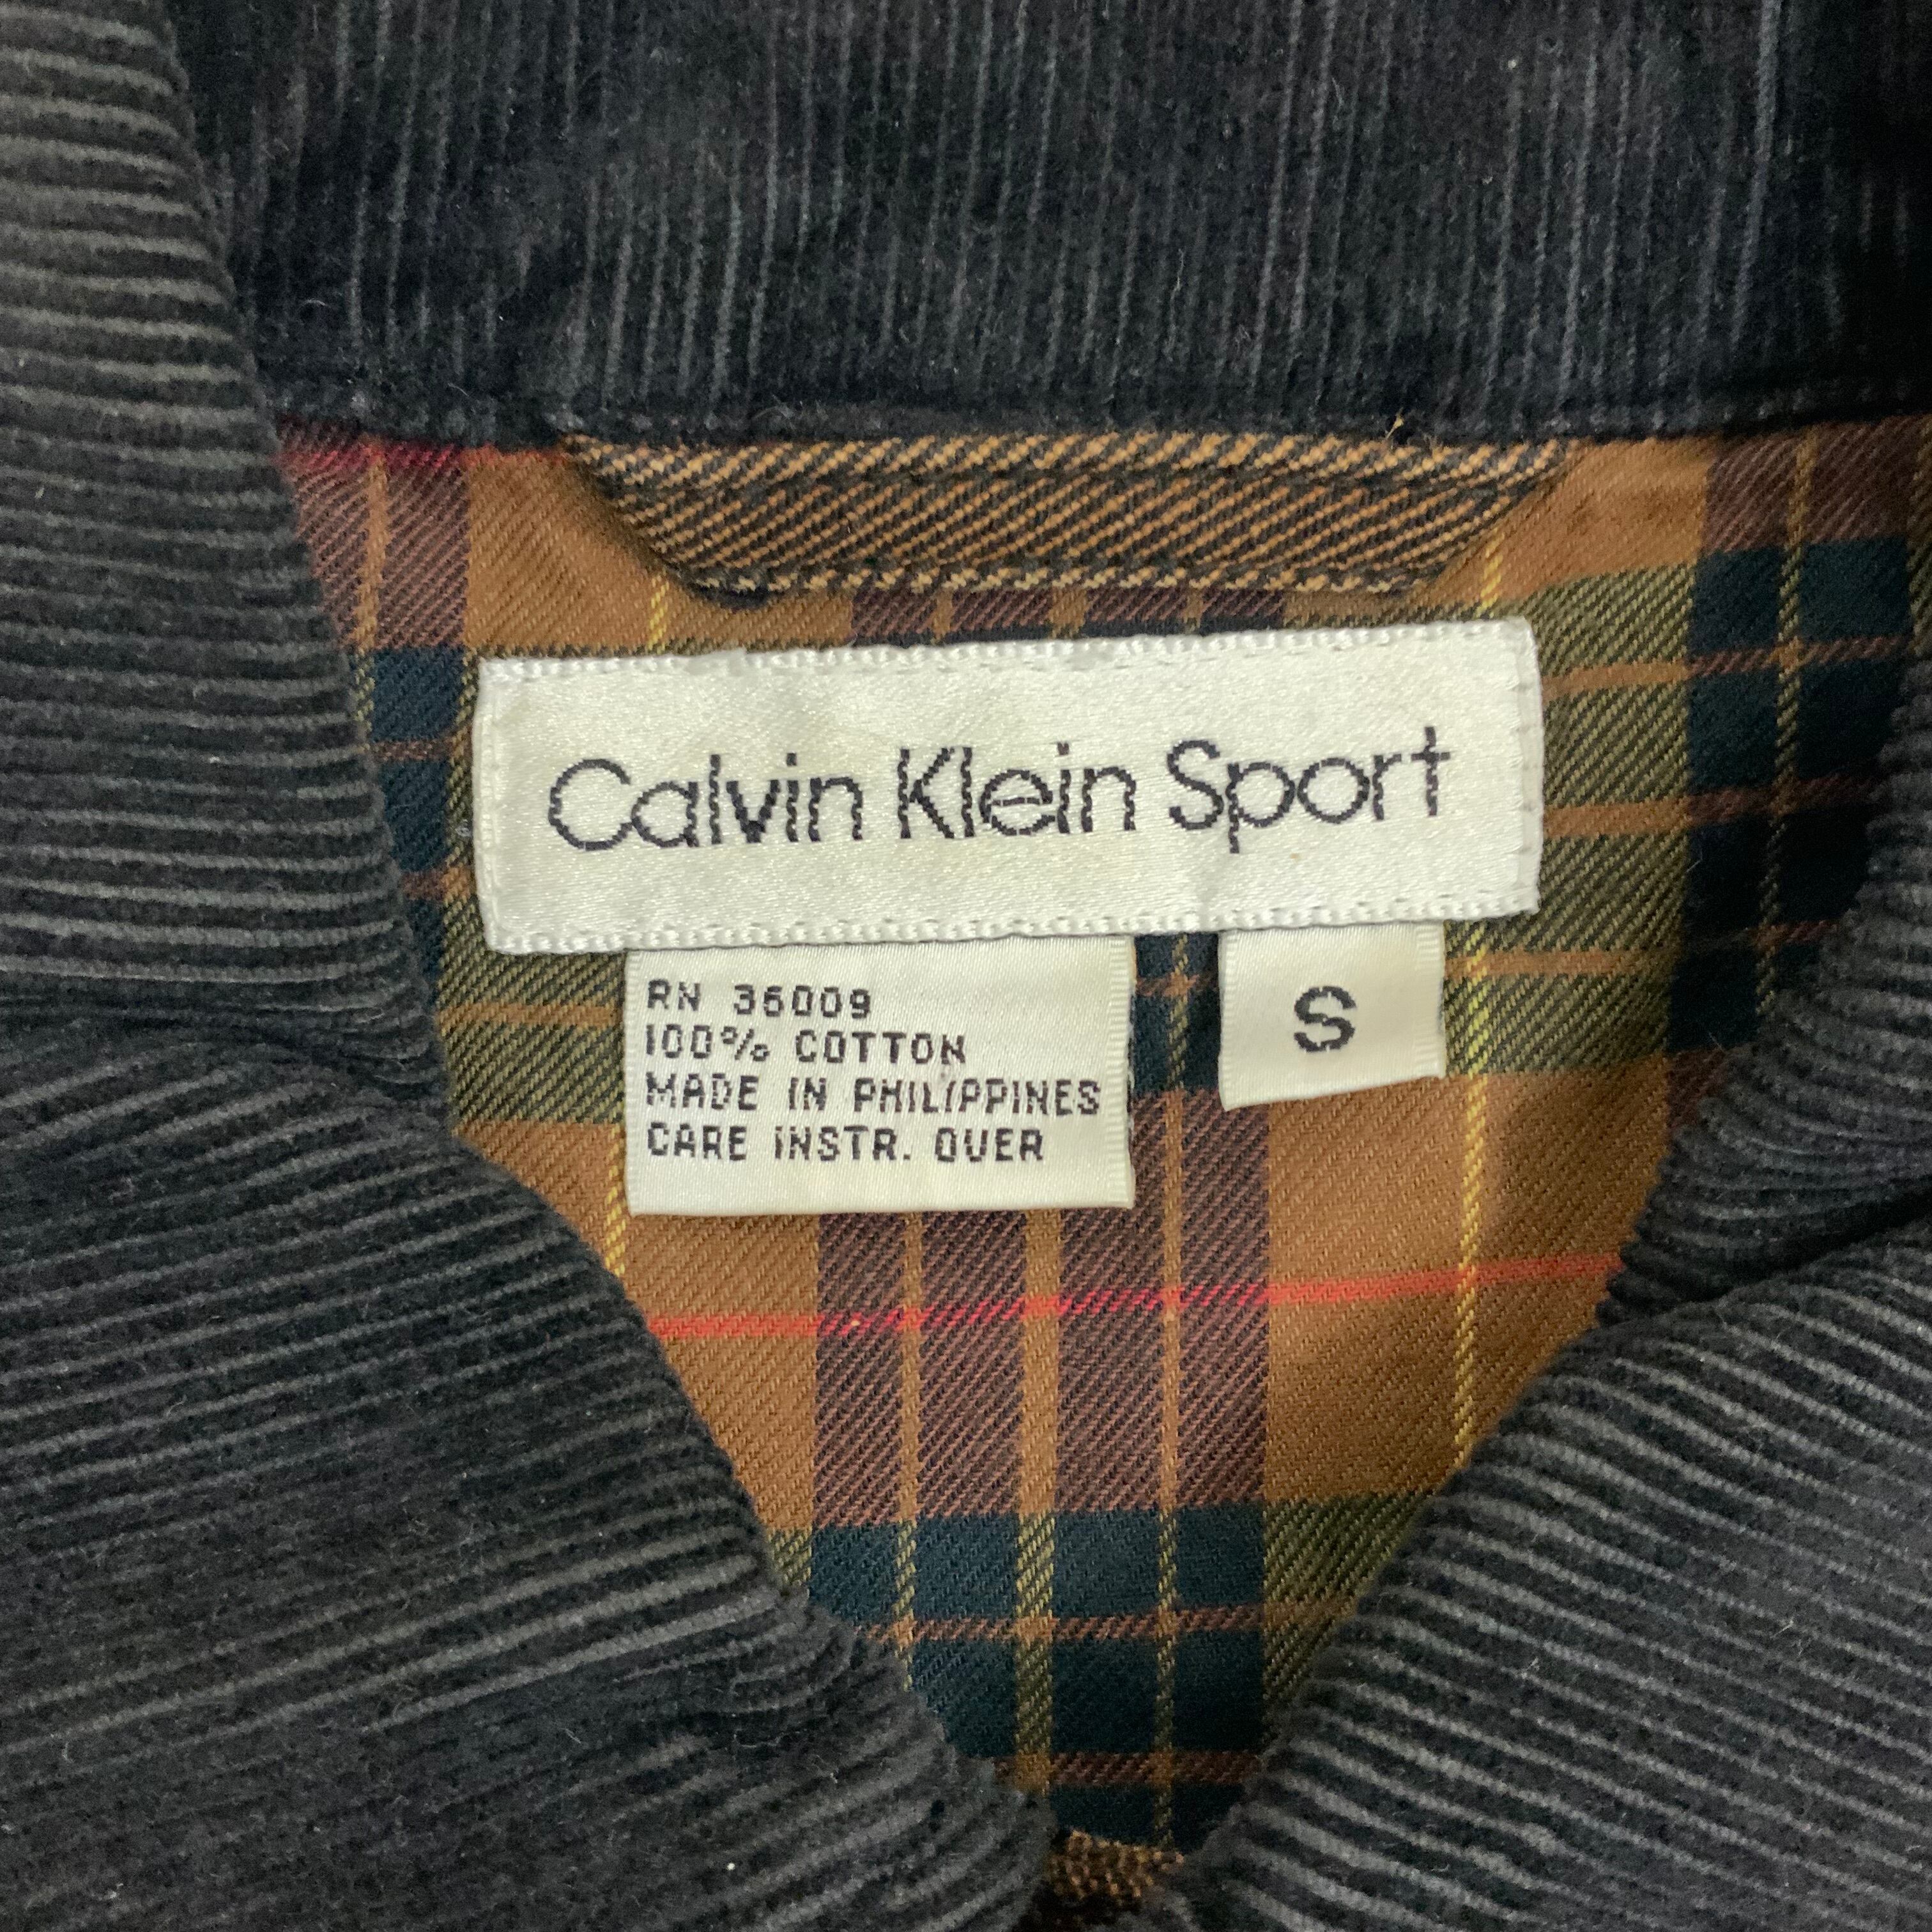 Calvin Klein Sport
RN 36009
100% COTTON
MADE IN PHILIPPINES
CARE INSTR. OVER
S